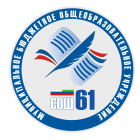 МУНИЦИПАЛЬНОЕ БЮДЖЕТНОЕ ОБЩЕОБРАЗОВАТЕЛЬНОЕ УЧРЕЖДЕНИЕ
СОШ 61